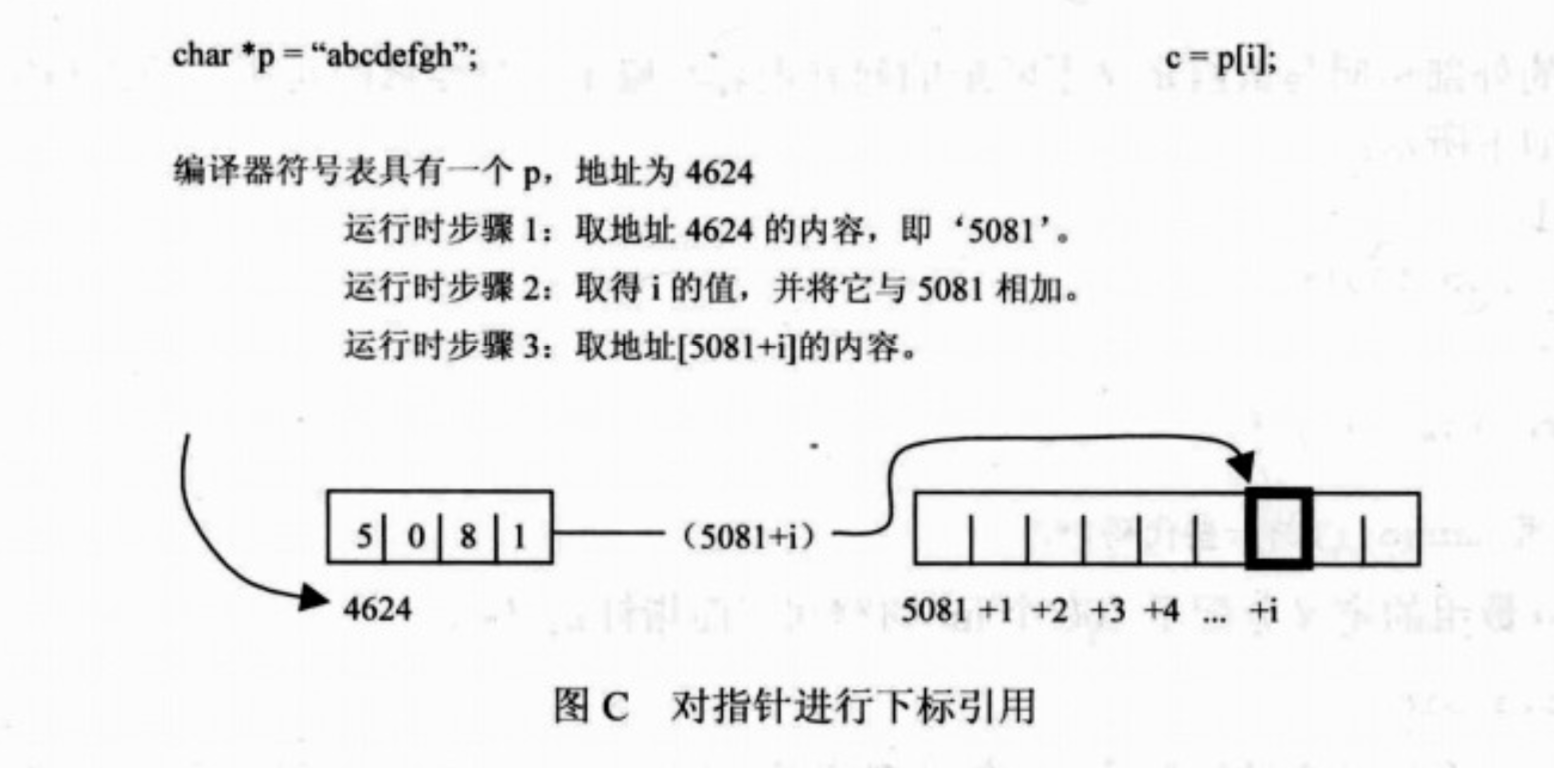 char *p = “abcdefgh”; c = p[i];
编译器符号表具有一个 p，地址为 4624
运行时步骤 1：取地址 4624 的内容，即‘5081’。
运行时步骤 2：取得 i 的值，并将它与 5081 相加。
运行时步骤 3：取地址[5081+i]的内容。
5 0 8 1 （5081+i）
4624 5081 +1 +2 +3 +4 ... +i
图 C 对指针进行下标引用